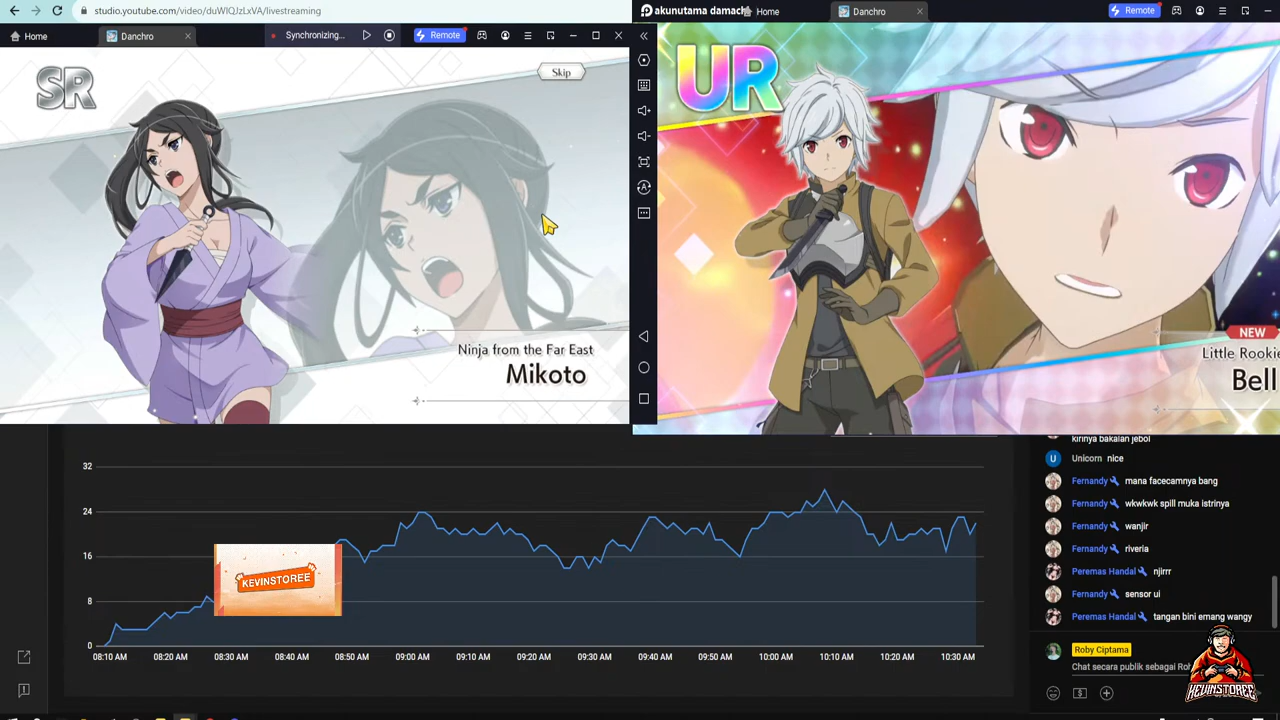 studio.youtube.com/video/duWlQJzLxVA/livestreaming
Home
Danchro
Synchronizing...
Remote
SR
Skip
Ninja from the Far East
Mikoto
akunutama damach
Home
Danchro
Remote
UR
NEW
Little Rookie
Bell
32
24
16
8
0
08:10 AM 08:20 AM 08:30 AM 08:40 AM 08:50 AM 09:00 AM 09:10 AM 09:20 AM 09:30 AM 09:40 AM 09:50 AM 10:00 AM 10:10 AM 10:20 AM 10:30 AM
KEVINSTOREE
kirinya bakalan jebol
U Unicorn nice
Fernandy mana facecamnya bang
Fernandy wkwkwk spill muka istrinya
Fernandy wanjir
Fernandy riveria
Peremas Handal njirrr
Fernandy sensor ui
Peremas Handal tangan bini emang wangy
Roby Ciptama
Chat secara publik sebagai Rob
KEVINSTOREE